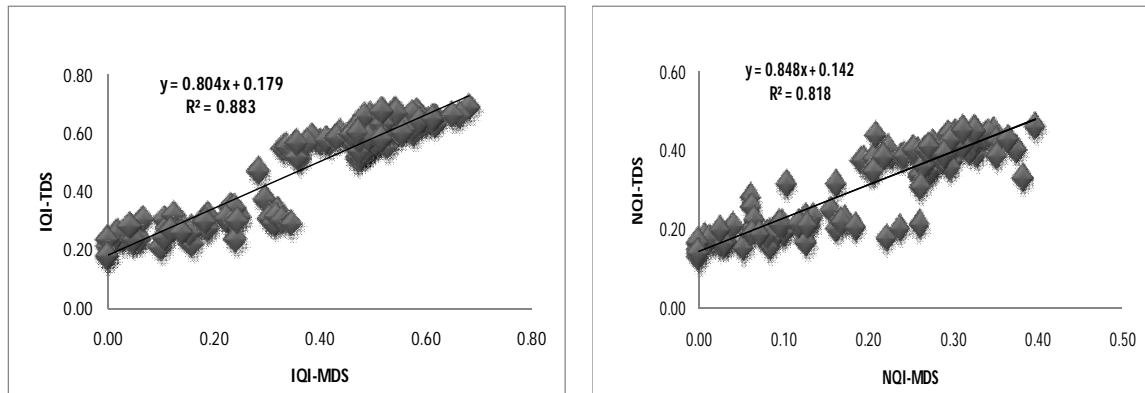 y = 0.804x + 0.179
R² = 0.883
IQI-TDS
0.80
0.60
0.40
0.20
0.00
0.00 0.20 0.40 0.60 0.80
IQI-MDS
y = 0.848x + 0.142
R² = 0.818
NQI-TDS
0.60
0.40
0.20
0.00
0.00 0.10 0.20 0.30 0.40 0.50
NQI-MDS